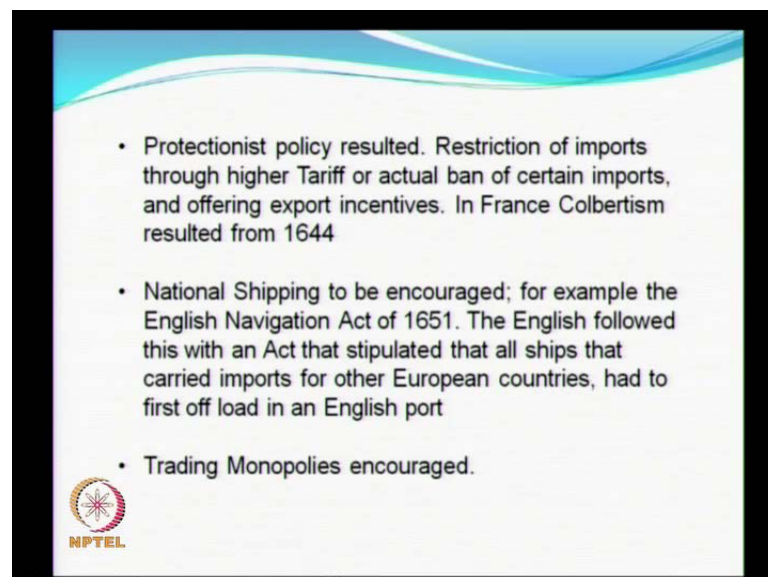 • Protectionist policy resulted. Restriction of imports
through higher Tariff or actual ban of certain imports,
and offering export incentives. In France Colbertism
resulted from 1644
• National Shipping to be encouraged; for example the
English Navigation Act of 1651. The English followed
this with an Act that stipulated that all ships that
carried imports for other European countries, had to
first off load in an English port
• Trading Monopolies encouraged.
NPTEL